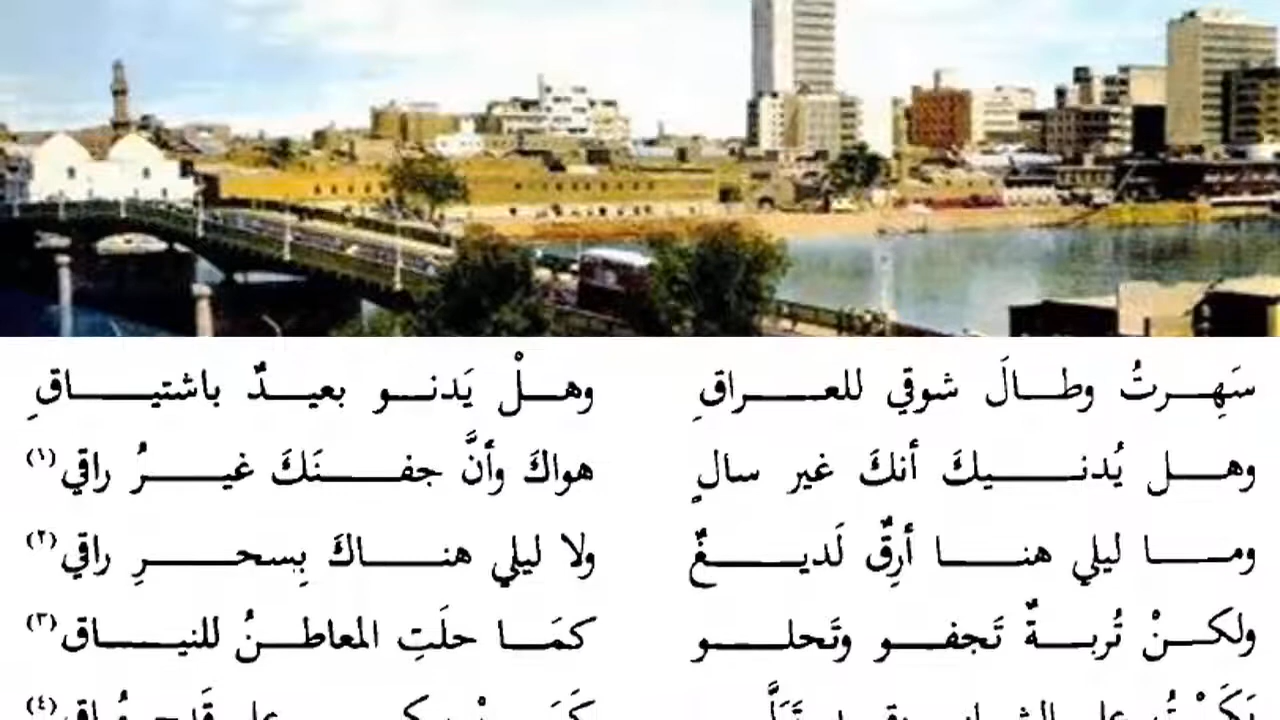 سَهِرتُ وطالَ شوقي للعراقِ وهلْ يَدنو بعيدٌ باشتياقِ
وهل يُدنيكَ أنكَ غير سالٍ هواكَ وأنَّ جفنَكَ غيرُ راقي (١)
وما ليلي هنا أرِقٌ لَديغٌ ولا ليلي هناكَ بِسحرِ راقي (٢)
ولكنْ تُربةٌ تَجفو وتَحلو كمَا حلَتِ المعاطنُ للنياق (٣)
(٤)